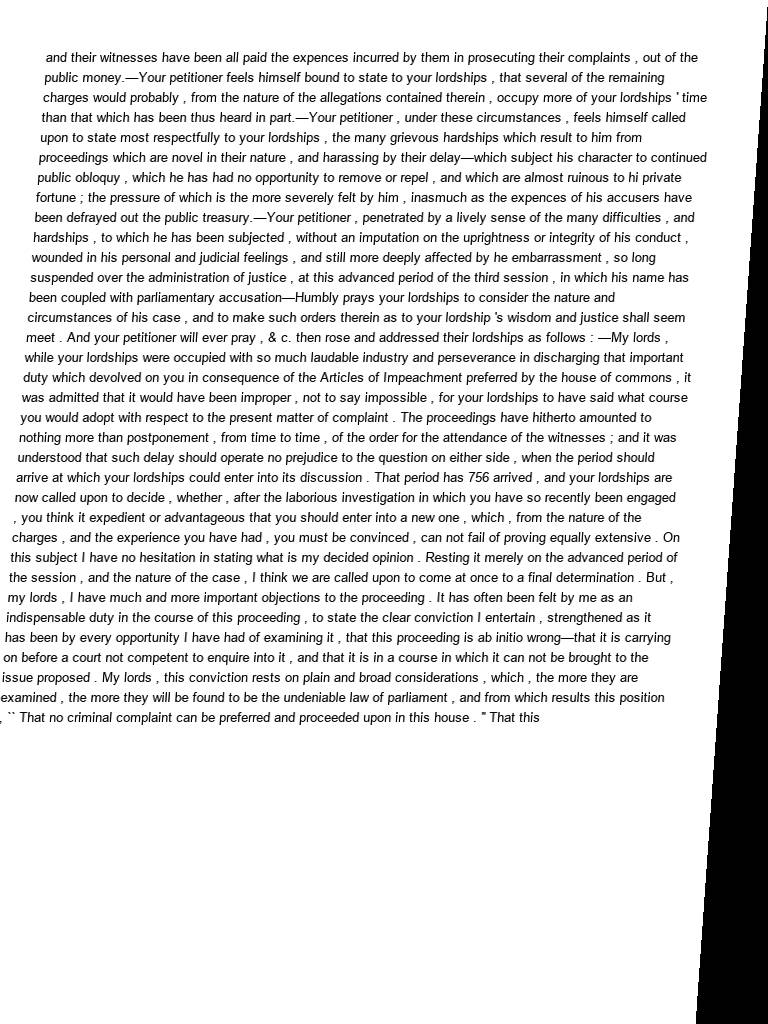 and their witnesses have been all paid the expences incurred by them in prosecuting their complaints , out of the
public money.—Your petitioner feels himself bound to state to your lordships , that several of the remaining
charges would probably , from the nature of the allegations contained therein , occupy more of your lordships ' time
than that which has been thus heard in part.—Your petitioner , under these circumstances , feels himself called
upon to state most respectfully to your lordships , the many grievous hardships which result to him from
proceedings which are novel in their nature , and harassing by their delay—which subject his character to continued
public obloquy , which he has had no opportunity to remove or repel , and which are almost ruinous to hi private
fortune ; the pressure of which is the more severely felt by him , inasmuch as the expences of his accusers have
been defrayed out the public treasury.—Your petitioner , penetrated by a lively sense of the many difficulties , and
hardships , to which he has been subjected , without an imputation on the uprightness or integrity of his conduct ,
wounded in his personal and judicial feelings , and still more deeply affected by he embarrassment , so long
suspended over the administration of justice , at this advanced period of the third session , in which his name has
been coupled with parliamentary accusation—Humbly prays your lordships to consider the nature and
circumstances of his case , and to make such orders therein as to your lordship 's wisdom and justice shall seem
meet . And your petitioner will ever pray , & c. then rose and addressed their lordships as follows : —My lords ,
while your lordships were occupied with so much laudable industry and perseverance in discharging that important
duty which devolved on you in consequence of the Articles of Impeachment preferred by the house of commons , it
was admitted that it would have been improper , not to say impossible , for your lordships to have said what course
you would adopt with respect to the present matter of complaint . The proceedings have hitherto amounted to
nothing more than postponement , from time to time , of the order for the attendance of the witnesses ; and it was
understood that such delay should operate no prejudice to the question on either side , when the period should
arrive at which your lordships could enter into its discussion . That period has 756 arrived , and your lordships are
now called upon to decide , whether , after the laborious investigation in which you have so recently been engaged
, you think it expedient or advantageous that you should enter into a new one , which , from the nature of the
charges , and the experience you have had , you must be convinced , can not fail of proving equally extensive . On
this subject I have no hesitation in stating what is my decided opinion . Resting it merely on the advanced period of
the session , and the nature of the case , I think we are called upon to come at once to a final determination . But ,
my lords , I have much and more important objections to the proceeding . It has often been felt by me as an
indispensable duty in the course of this proceeding , to state the clear conviction I entertain , strengthened as it
has been by every opportunity I have had of examining it , that this proceeding is ab initio wrong—that it is carrying
on before a court not competent to enquire into it , and that it is in a course in which it can not be brought to the
issue proposed . My lords , this conviction rests on plain and broad considerations , which , the more they are
examined , the more they will be found to be the undeniable law of parliament , and from which results this position
, `` That no criminal complaint can be preferred and proceeded upon in this house . '' That this